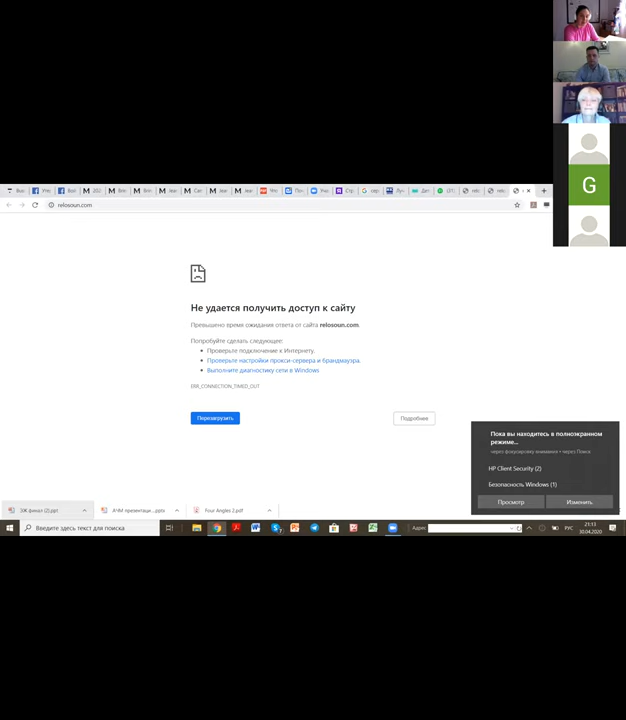 G
relosoun.com
Не удается получить доступ к сайту
Превышено время ожидания ответа от сайта relosoun.com.
Попробуйте сделать следующее:
Проверьте подключение к Интернету.
Проверьте настройки прокси-сервера и брандмауэра.
Выполните диагностику сети в Windows
ERR_CONNECTION_TIMED_OUT
Перезагрузить
Подробнее
Пока вы находитесь в полноэкранном
режиме...
HP Client Security (2)
Безопасность Windows (1)
Просмотр
Изменить
ЗЖ финал (2).ppt
АЧМ презентаци....pptx
Four Angles 2.pdf
Введите здесь текст для поиска
Адрес
РУС
21:13
30.04.2020